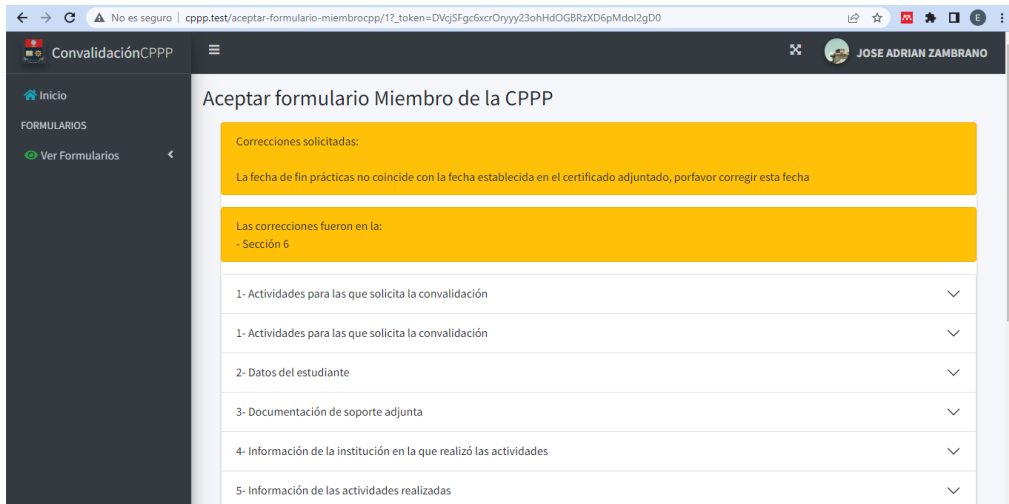 No es seguro | cppp.test/aceptar-formulario-miembrocpp/1?_token=DVcjSFgc6xcrOryyy23ohHdOGBRzXD6pMdol2gD0
E
ConvalidaciónCPPP
JOSE ADRIAN ZAMBRANO
Inicio
FORMULARIOS
Ver Formularios
Aceptar formulario Miembro de la CPPP
Correcciones solicitadas:
La fecha de fin prácticas no coincide con la fecha establecida en el certificado adjuntado, porfavor corregir esta fecha
Las correcciones fueron en la:
- Sección 6
1- Actividades para las que solicita la convalidación
1- Actividades para las que solicita la convalidación
2- Datos del estudiante
3- Documentación de soporte adjunta
4- Información de la institución en la que realizó las actividades
5- Información de las actividades realizadas